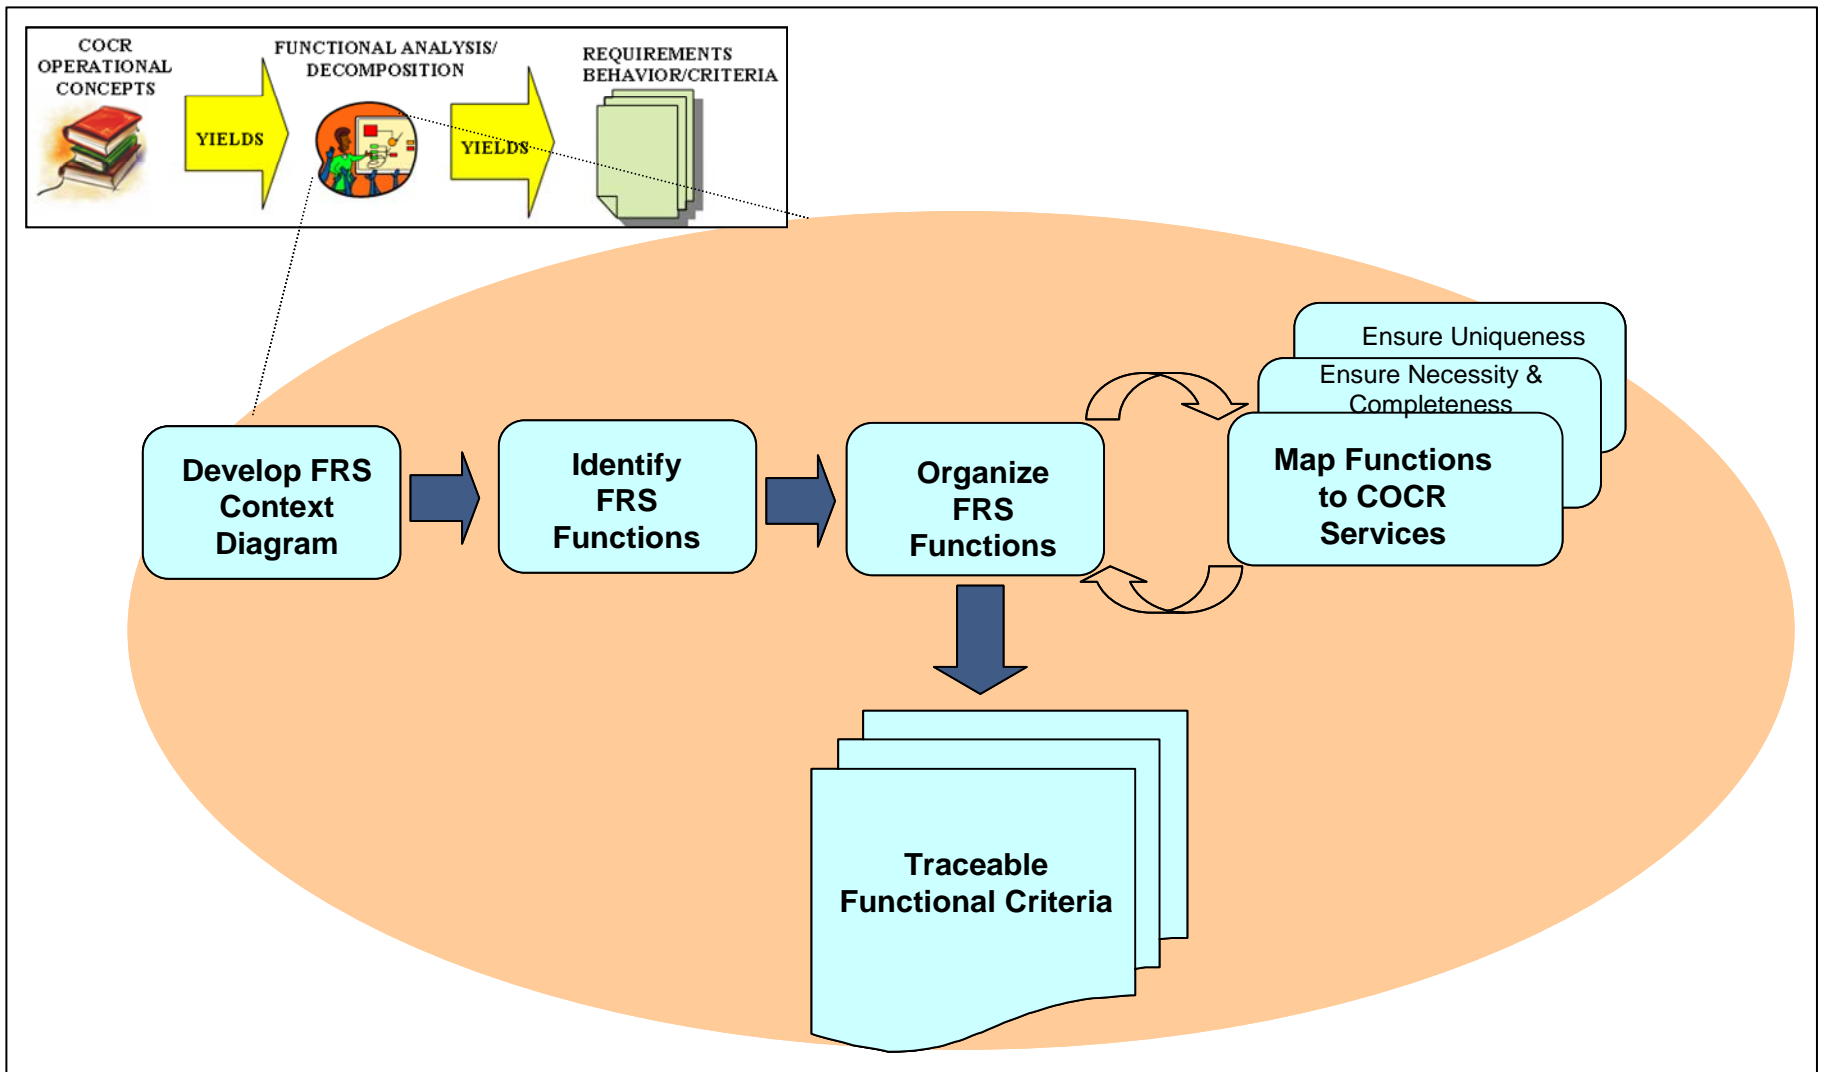 COCR
OPERATIONAL
CONCEPTS
YIELDS
FUNCTIONAL ANALYSIS/
DECOMPOSITION
YIELDS
REQUIREMENTS
BEHAVIOR/CRITERIA
Ensure Uniqueness
Ensure Necessity &
Completeness
Develop FRS
Context
Diagram
Identify
FRS
Functions
Organize
FRS
Functions
Map Functions
to COCR
Services
Traceable
Functional Criteria